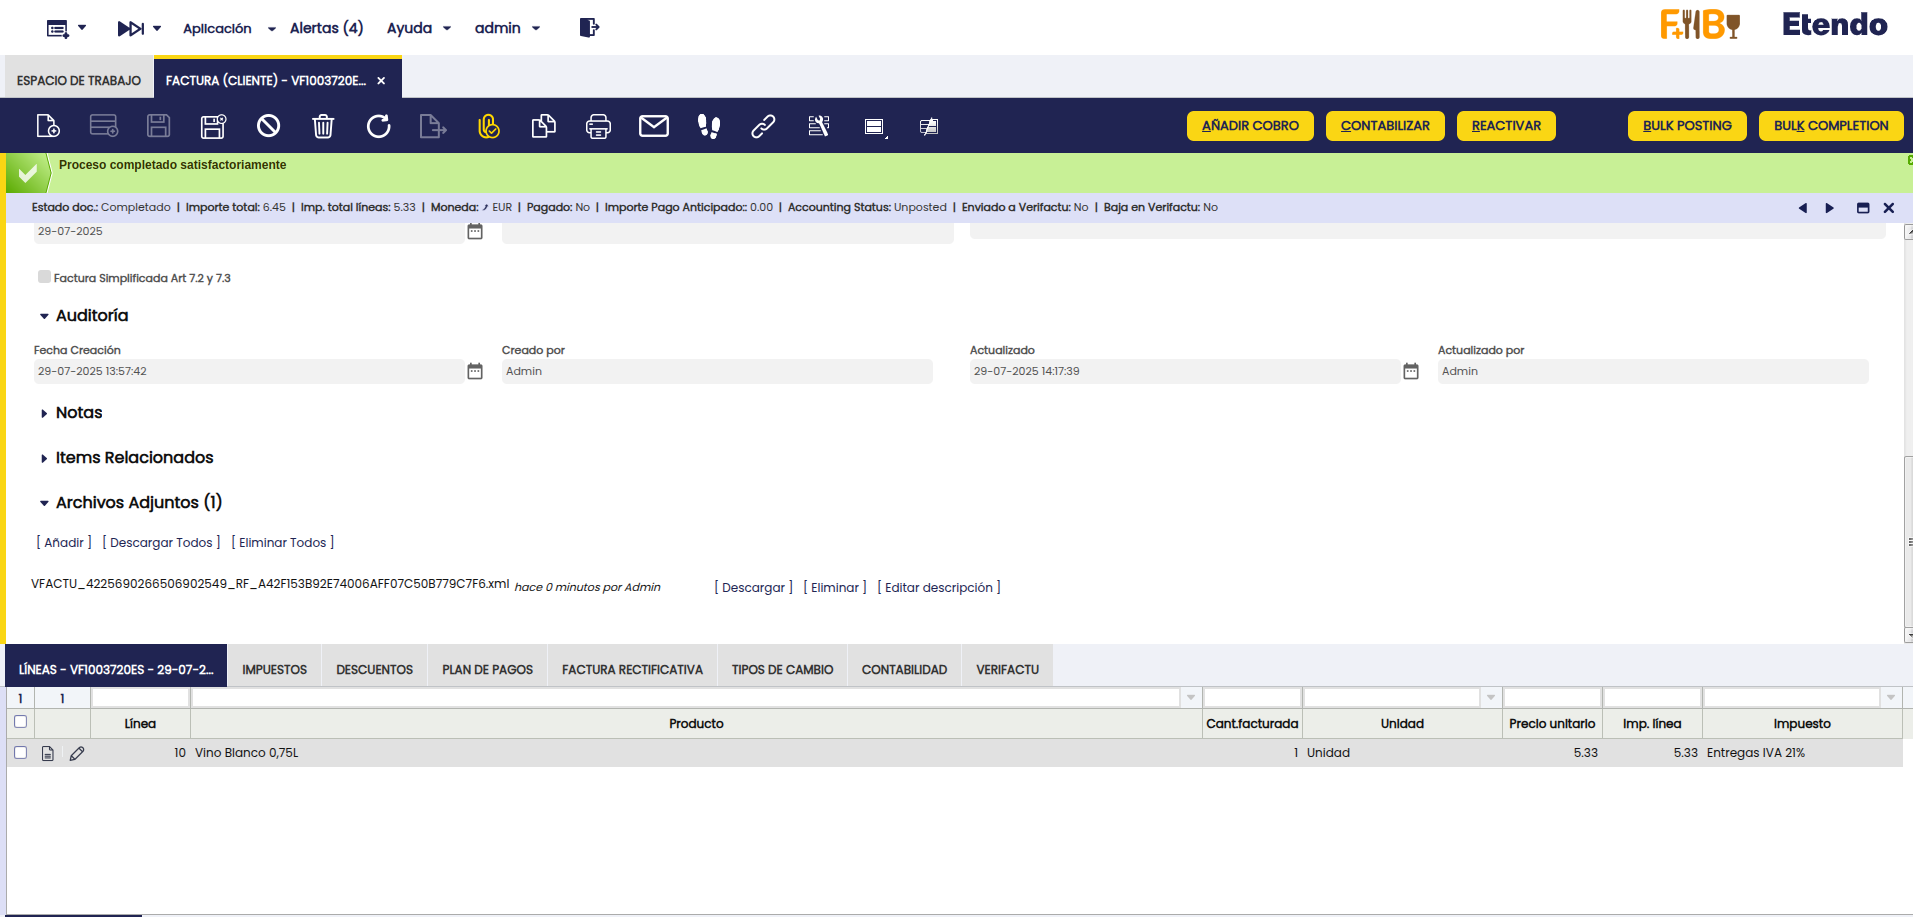 Aplicación Alertas (4) Ayuda admin F+B Etendo
ESPACIO DE TRABAJO FACTURA (CLIENTE) - VF1003720E... ×
AÑADIR COBRO CONTABILIZAR REACTIVAR BULK POSTING BULK COMPLETION
Proceso completado satisfactoriamente
Estado doc.: Completado | Importe total: 6.45 | Imp. total líneas: 5.33 | Moneda: EUR | Pagado: No | Importe Pago Anticipado:: 0.00 | Accounting Status: Unposted | Enviado a Verifactu: No | Baja en Verifactu: No
29-07-2025
Factura Simplificada Art 7.2 y 7.3
Auditoría
Fecha Creación Creado por Actualizado Actualizado por
29-07-2025 13:57:42 Admin 29-07-2025 14:17:39 Admin
Notas
Items Relacionados
Archivos Adjuntos (1)
[ Añadir ] [ Descargar Todos ] [ Eliminar Todos ]
VFACTU_4225690266506902549_RF_A42F153B92E74006AFF07C50B779C7F6.xml hace 0 minutos por Admin [ Descargar ] [ Eliminar ] [ Editar descripción ]
LÍNEAS - VF1003720ES - 29-07-2... IMPUESTOS DESCUENTOS PLAN DE PAGOS FACTURA RECTIFICATIVA TIPOS DE CAMBIO CONTABILIDAD VERIFACTU
1 1
Línea Producto Cant.facturada Unidad Precio unitario Imp. línea Impuesto
10 Vino Blanco 0,75L 1 Unidad 5.33 5.33 Entregas IVA 21%